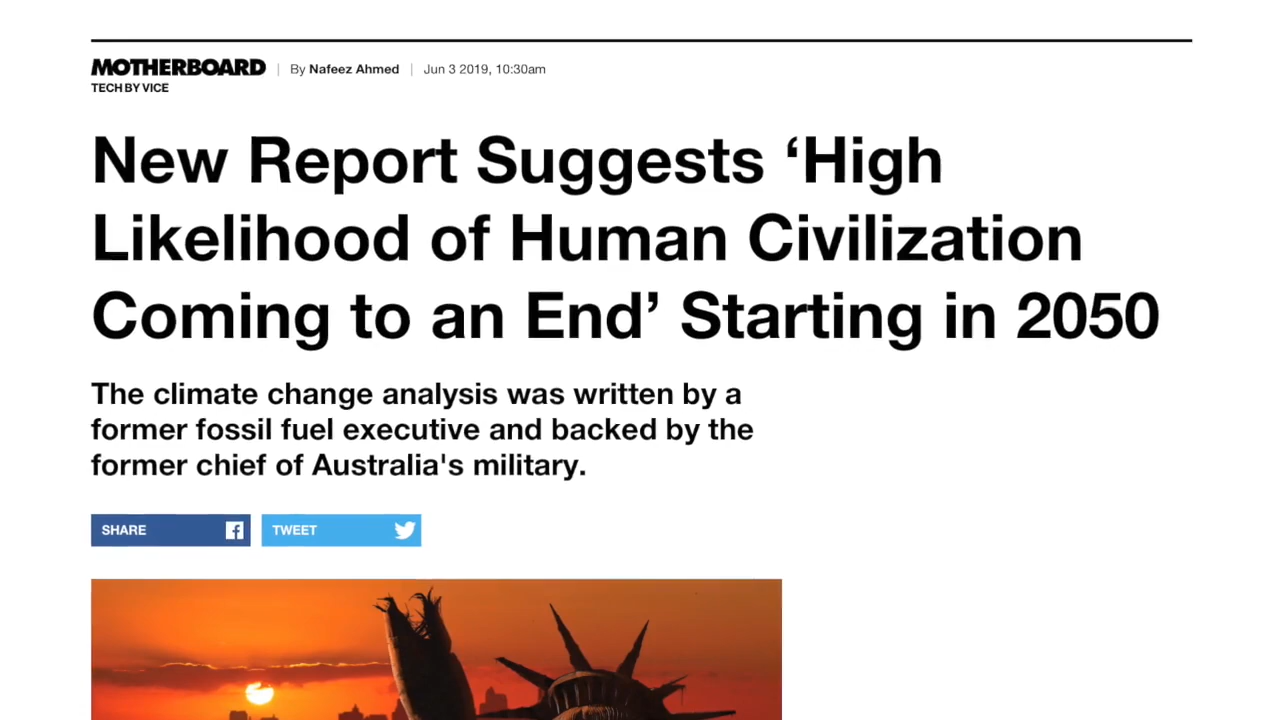 MOTHERBOARD | By Nafeez Ahmed | Jun 3 2019, 10:30am
TECH BY VICE
New Report Suggests ‘High
Likelihood of Human Civilization
Coming to an End’ Starting in 2050
The climate change analysis was written by a
former fossil fuel executive and backed by the
former chief of Australia's military.
SHARE TWEET